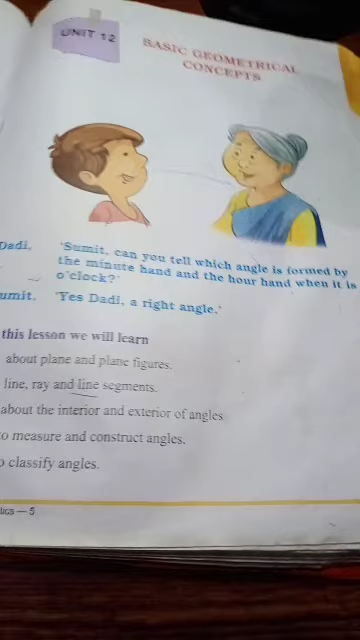 UNIT 12
BASIC GEOMETRICAL
CONCEPTS
Dadi, 'Sumit, can you tell which angle is formed by
the minute hand and the hour hand when it is
o'clock?'
umit, 'Yes Dadi, a right angle.'
this lesson we will learn
about plane and plane figures.
line, ray and line segments.
about the interior and exterior of angles
to measure and construct angles.
to classify angles.
tics — 5